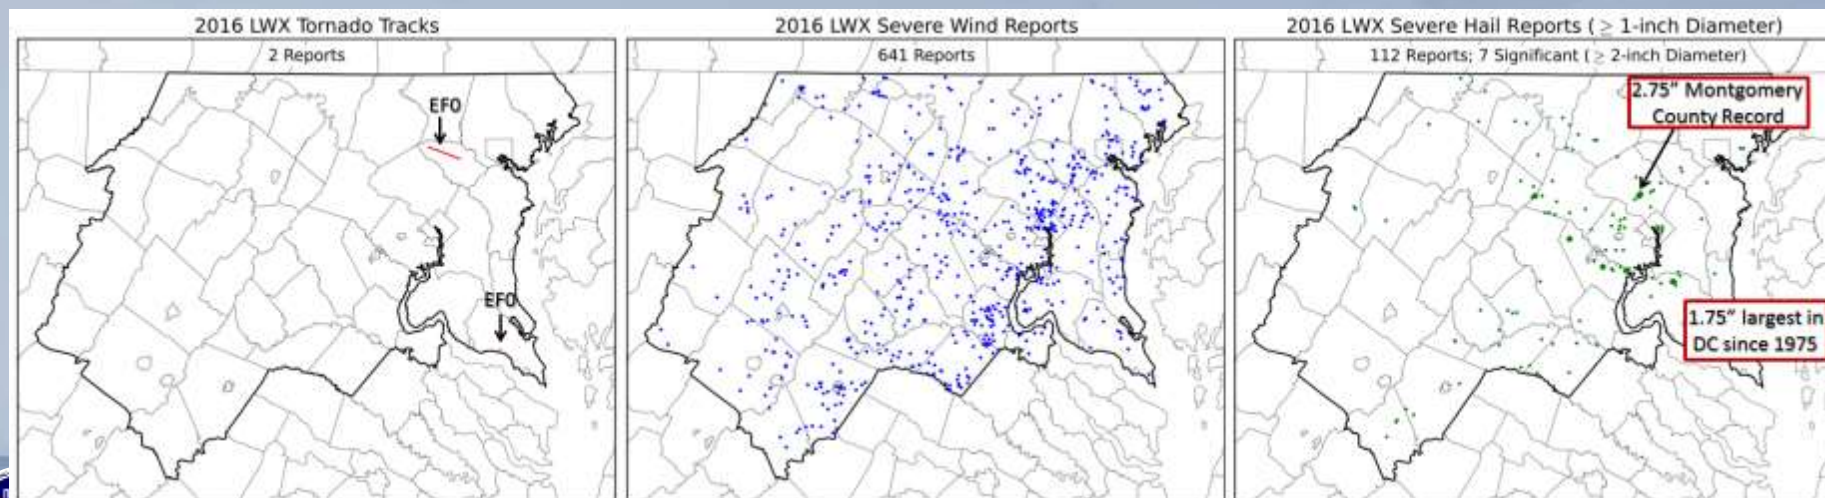 2016 LWX Tornado Tracks
2 Reports
EF0
EF0
2016 LWX Severe Wind Reports
641 Reports
2016 LWX Severe Hail Reports ( ≥ 1-inch Diameter)
112 Reports; 7 Significant ( ≥ 2-inch Diameter)
2.75” Montgomery
County Record
1.75” largest in
DC since 1975